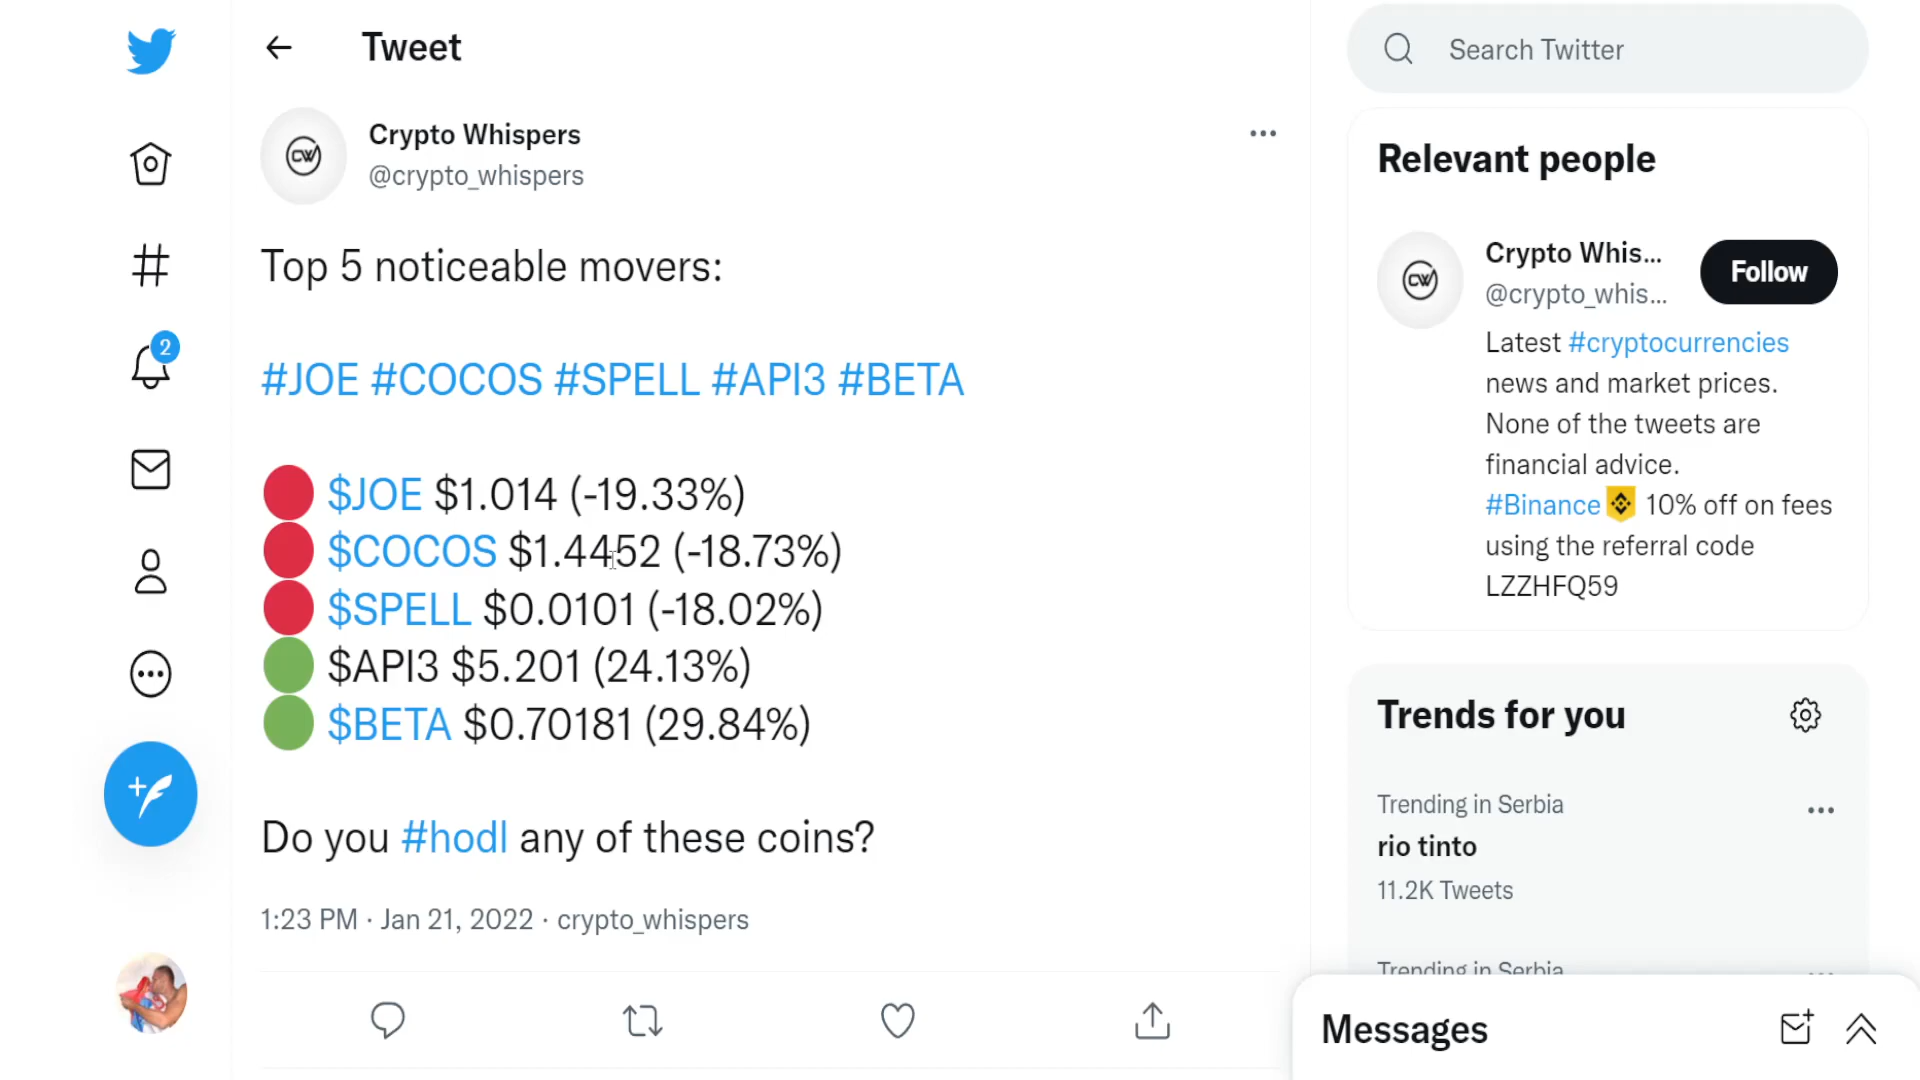 Tweet
Crypto Whispers
@crypto_whispers
Top 5 noticeable movers:
#JOE #COCOS #SPELL #API3 #BETA
$JOE $1.014 (-19.33%)
$COCOS $1.4452 (-18.73%)
$SPELL $0.0101 (-18.02%)
$API3 $5.201 (24.13%)
$BETA $0.70181 (29.84%)
Do you #hodl any of these coins?
1:23 PM · Jan 21, 2022 · crypto_whispers
2
CW
Search Twitter
Relevant people
CW
Crypto Whis...
@crypto_whis...
Follow
Latest #cryptocurrencies
news and market prices.
None of the tweets are
financial advice.
#Binance 10% off on fees
using the referral code
LZZHFQ59
Trends for you
Trending in Serbia
rio tinto
11.2K Tweets
Trending in Serbia
Messages